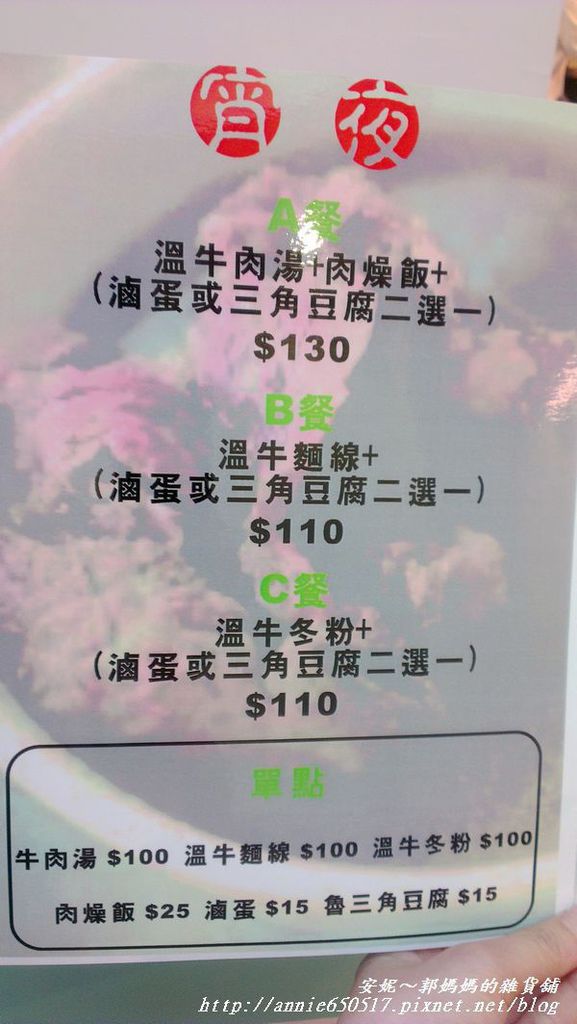 宵夜
A餐
溫牛肉湯+肉燥飯+
(滷蛋或三角豆腐二選一)
$130
B餐
溫牛麵線+
(滷蛋或三角豆腐二選一)
$110
C餐
溫牛冬粉+
(滷蛋或三角豆腐二選一)
$110
單點
牛肉湯 $100 溫牛麵線 $100 溫牛冬粉 $100
肉燥飯 $25 滷蛋 $15 魯三角豆腐 $15
安妮～郭媽媽的雜貨舖
http://annie650517.pixnet.net/blog